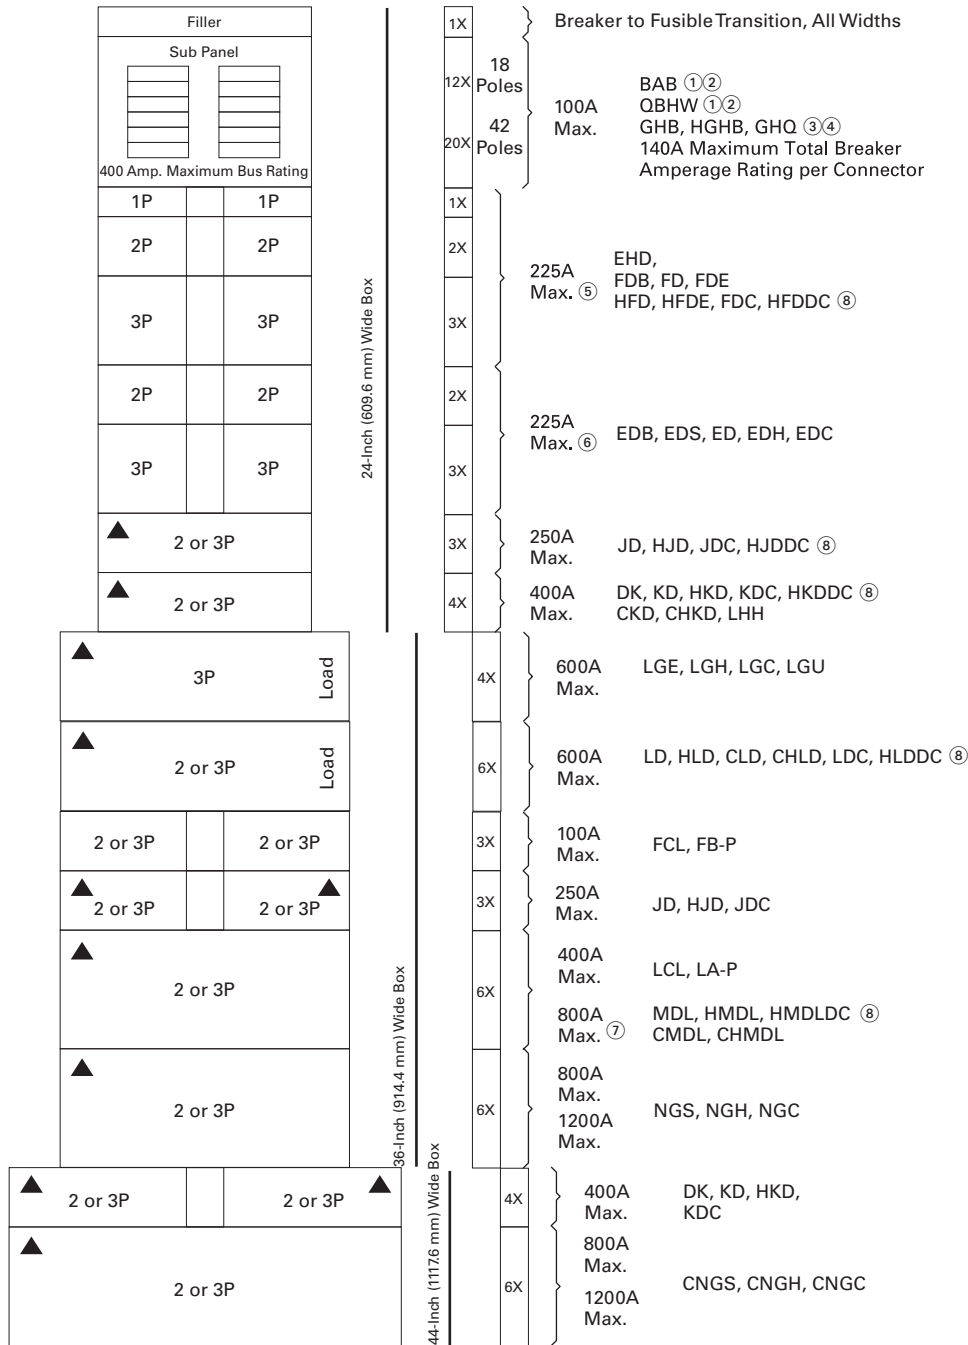 Filler
1X
Breaker to Fusible Transition, All Widths
Sub Panel
400 Amp. Maximum Bus Rating
12X
18
Poles
20X
42
Poles
100A
Max.
BAB ①②
QBHW ①②
GHB, HGHB, GHQ ③④
140A Maximum Total Breaker
Amperage Rating per Connector
1P
1P
1X
2P
2P
2X
3P
3P
3X
225A
Max. ⑤
EHD,
FDB, FD, FDE
HFD, HFDE, FDC, HFDDC ⑧
24-Inch (609.6 mm) Wide Box
2P
2P
2X
3P
3P
3X
225A
Max. ⑥
EDB, EDS, ED, EDH, EDC
2 or 3P
3X
250A
Max.
JD, HJD, JDC, HJDDC ⑧
2 or 3P
4X
400A
Max.
DK, KD, HKD, KDC, HKDDC ⑧
CKD, CHKD, LHH
3P
Load
4X
600A
Max.
LGE, LGH, LGC, LGU
2 or 3P
Load
6X
600A
Max.
LD, HLD, CLD, CHLD, LDC, HLDDC ⑧
2 or 3P
2 or 3P
3X
100A
Max.
FCL, FB-P
2 or 3P
2 or 3P
3X
250A
Max.
JD, HJD, JDC
2 or 3P
6X
400A
Max.
LCL, LA-P
800A
Max. ⑦
MDL, HMDL, HMDLDC ⑧
CMDL, CHMDL
36-Inch (914.4 mm) Wide Box
2 or 3P
6X
800A
Max.
1200A
Max.
NGS, NGH, NGC
2 or 3P
2 or 3P
4X
400A
Max.
DK, KD, HKD,
KDC
44-Inch (1117.6 mm) Wide Box
2 or 3P
6X
800A
Max.
1200A
Max.
CNGS, CNGH, CNGC